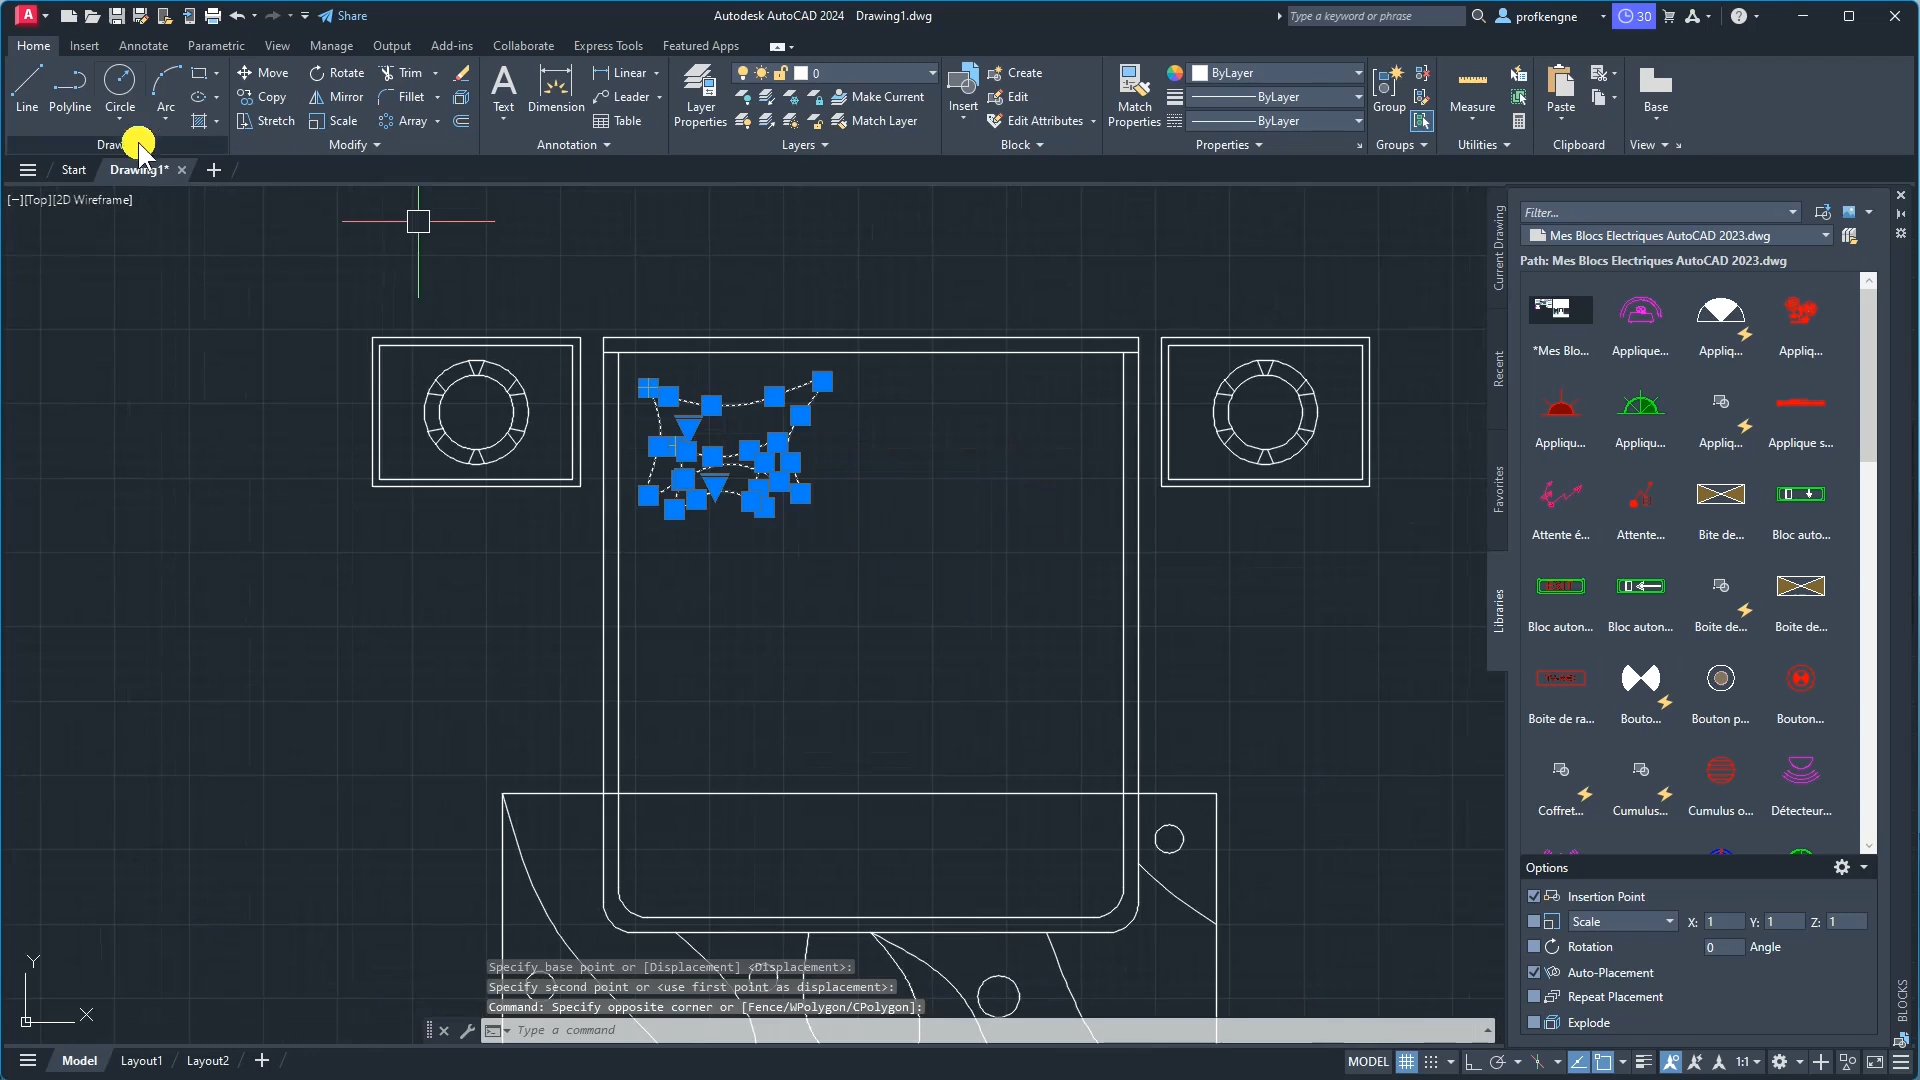 Share
Autodesk AutoCAD 2024 Drawing1.dwg
Type a keyword or phrase
profkengne
30
Home Insert Annotate Parametric View Manage Output Add-ins Collaborate Express Tools Featured Apps
Line Polyline Circle Arc
Move Rotate Trim
Copy Mirror Fillet
Stretch Scale Array
Text Dimension
Linear
Leader
Table
Layer
Properties
0
Make Current
Match Layer
Insert
Create
Edit
Edit Attributes
Match
Properties
ByLayer
ByLayer
ByLayer
Group
Measure
Paste
Base
Modify Annotation Layers Block Properties Groups Utilities Clipboard View
Start Drawing1*
[−][Top][2D Wireframe]
Current Drawing
Recent
Favorites
Libraries
Filter...
Mes Blocs Electriques AutoCAD 2023.dwg
Path: Mes Blocs Electriques AutoCAD 2023.dwg
*Mes Blo... Applique... Appliq... Appliq...
Appliqu... Appliqu... Appliq... Applique s...
Attente é... Attente... Bite de... Bloc auto...
Bloc auton... Bloc auton... Boite de... Boite de...
Boite de ra... Bouto... Bouton p... Bouton...
Coffret... Cumulus... Cumulus o... Détecteur...
Options
Insertion Point
Scale X: 1 Y: 1 Z: 1
Rotation 0 Angle
Auto-Placement
Repeat Placement
Explode
BLOCKS
Y
X
Specify base point or [Displacement] <Displacement>:
Specify second point or <use first point as displacement>:
Command: Specify opposite corner or [Fence/WPolygon/CPolygon]:
Type a command
Model Layout1 Layout2
MODEL
1:1